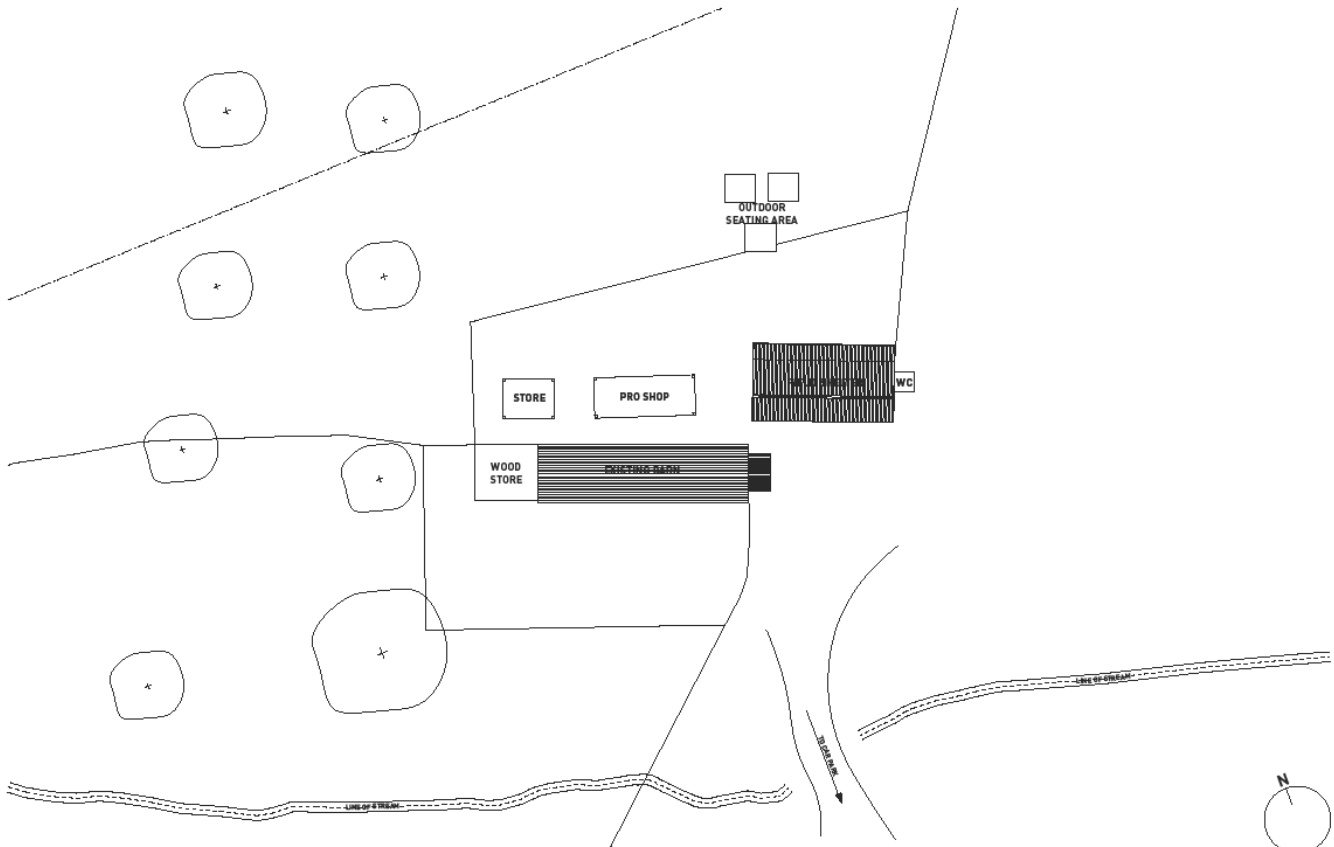 OUTDOOR
SEATING AREA
WC
STORE
PRO SHOP
WOOD
STORE
EXISTING BARN
LINE OF STREAM
TO CAR PARK
N
LINE OF STREAM